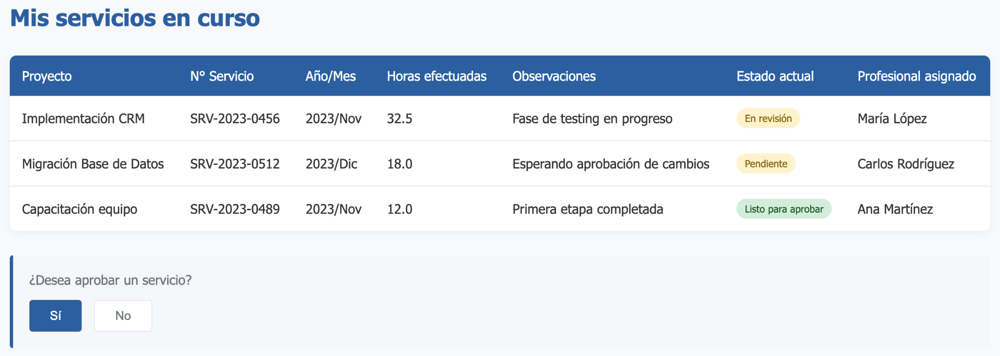 Mis servicios en curso
Proyecto N° Servicio Año/Mes Horas efectuadas Observaciones Estado actual Profesional asignado
Implementación CRM SRV-2023-0456 2023/Nov 32.5 Fase de testing en progreso En revisión María López
Migración Base de Datos SRV-2023-0512 2023/Dic 18.0 Esperando aprobación de cambios Pendiente Carlos Rodríguez
Capacitación equipo SRV-2023-0489 2023/Nov 12.0 Primera etapa completada Listo para aprobar Ana Martínez
¿Desea aprobar un servicio?
Sí No